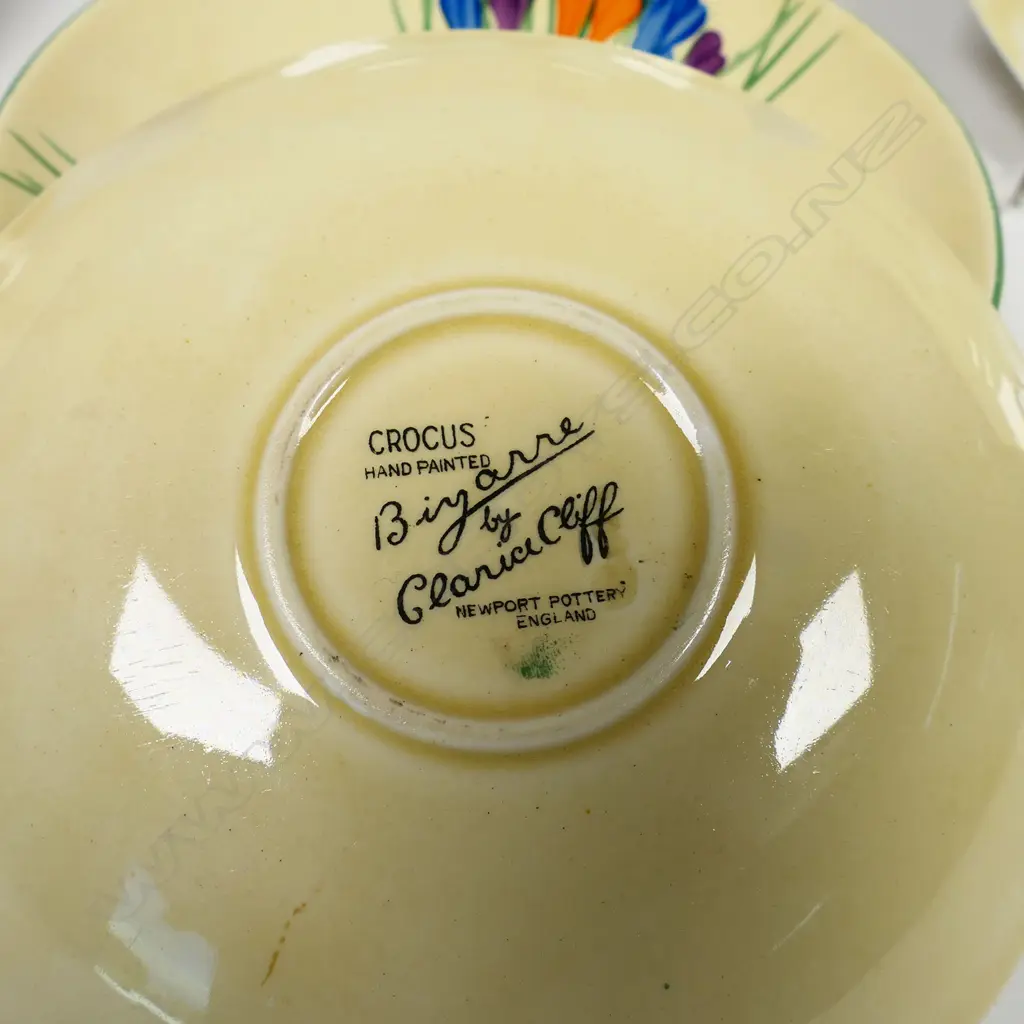 CROCUS
HAND PAINTED
Bizarre
by
Clarice Cliff
NEWPORT POTTERY
ENGLAND